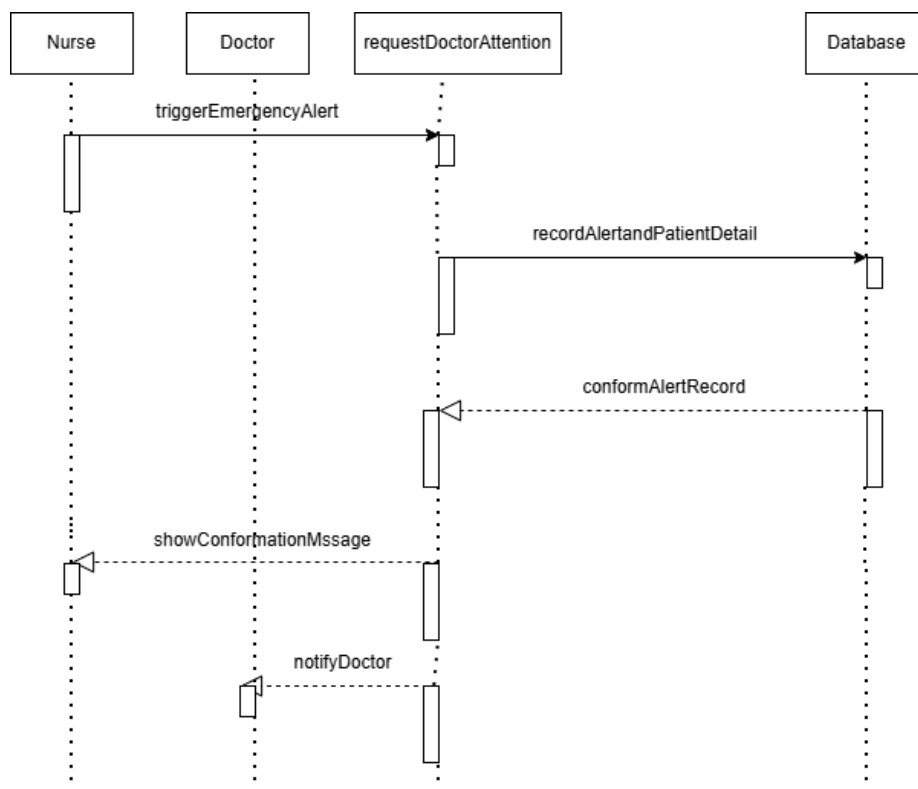 Nurse
Doctor
requestDoctorAttention
Database
triggerEmergencyAlert
recordAlertandPatientDetail
conformAlertRecord
showConformationMssage
notifyDoctor